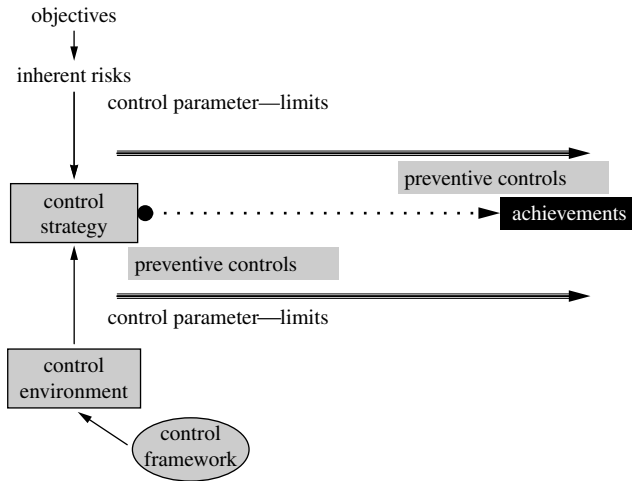 objectives
inherent risks
control parameter—limits
preventive controls
control
strategy
achievements
preventive controls
control parameter—limits
control
environment
control
framework